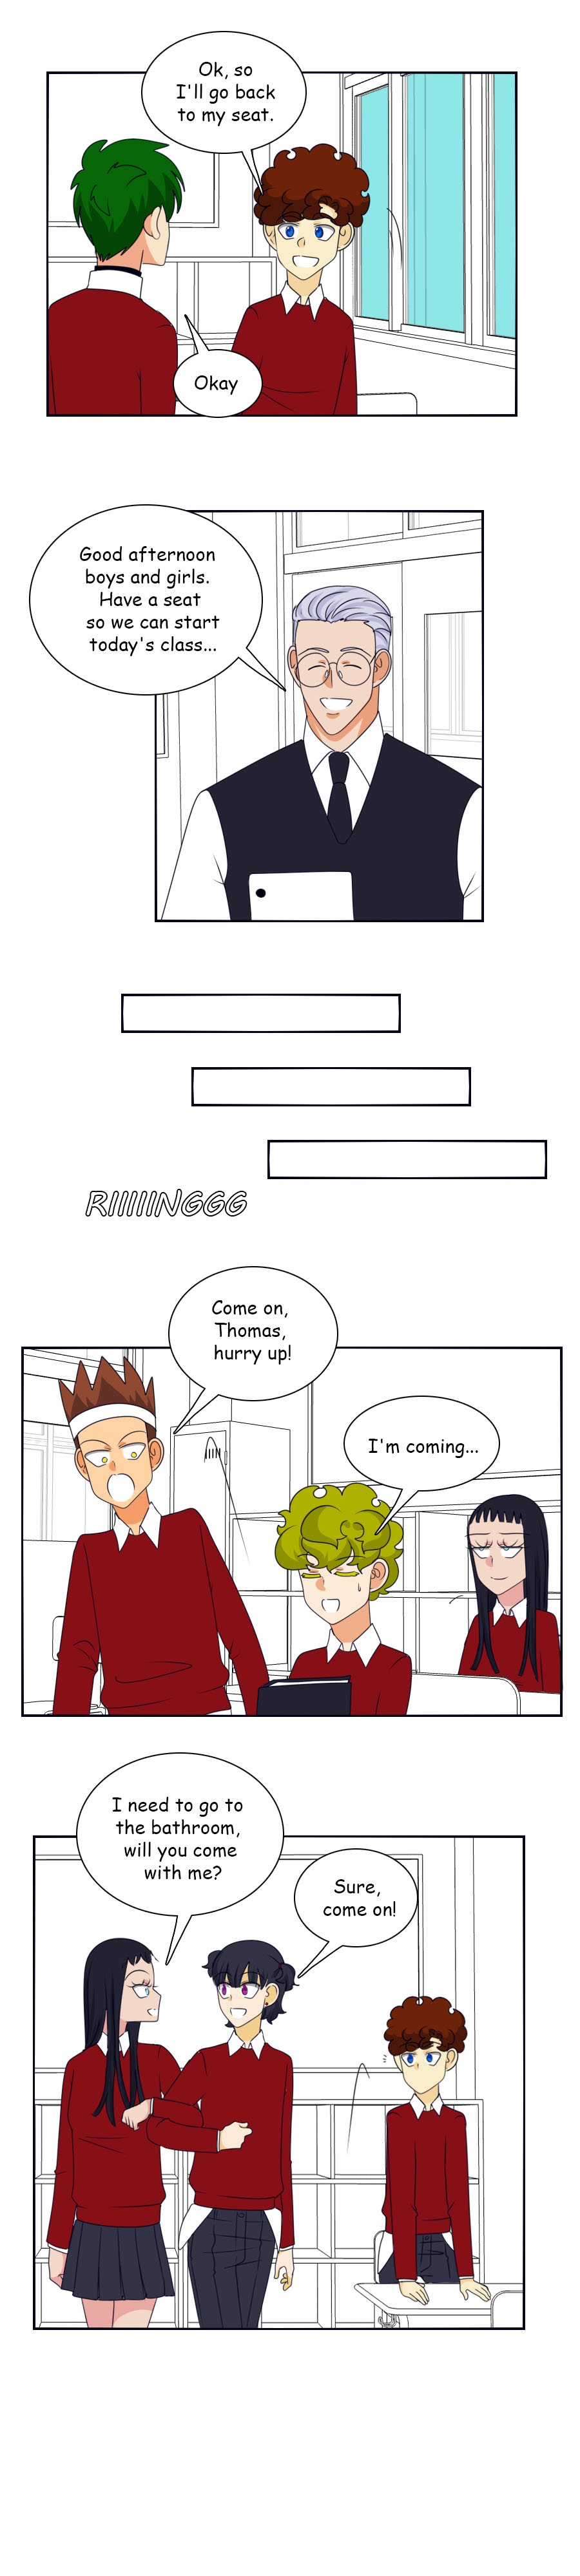 Ok, so
I'll go back
to my seat.
Okay
Good afternoon
boys and girls.
Have a seat
so we can start
today's class...
RIIIIINGGG
Come on,
Thomas,
hurry up!
I'm coming...
I need to go to
the bathroom,
will you come
with me?
Sure,
come on!